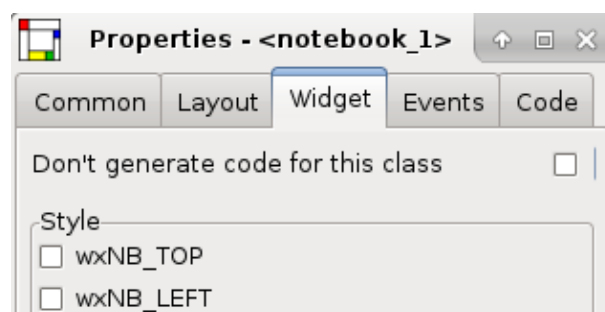 Properties - <notebook_1>
Common Layout Widget Events Code
Don't generate code for this class
Style
wxNB_TOP
wxNB_LEFT